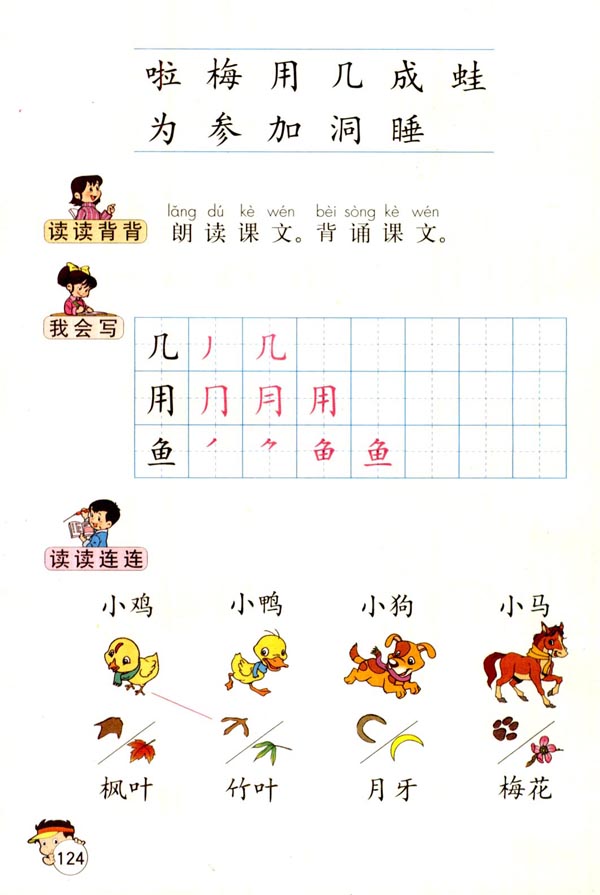 啦 梅 用 几 成 蛙
为 参 加 洞 睡
lǎng dú kè wén bèi sòng kè wén
读读背背 朗读课文。背诵课文。
我会写
几 丿 几
用 冂 月 用
鱼
读读连连
小鸡 小鸭 小狗 小马
枫叶 竹叶 月牙 梅花
124